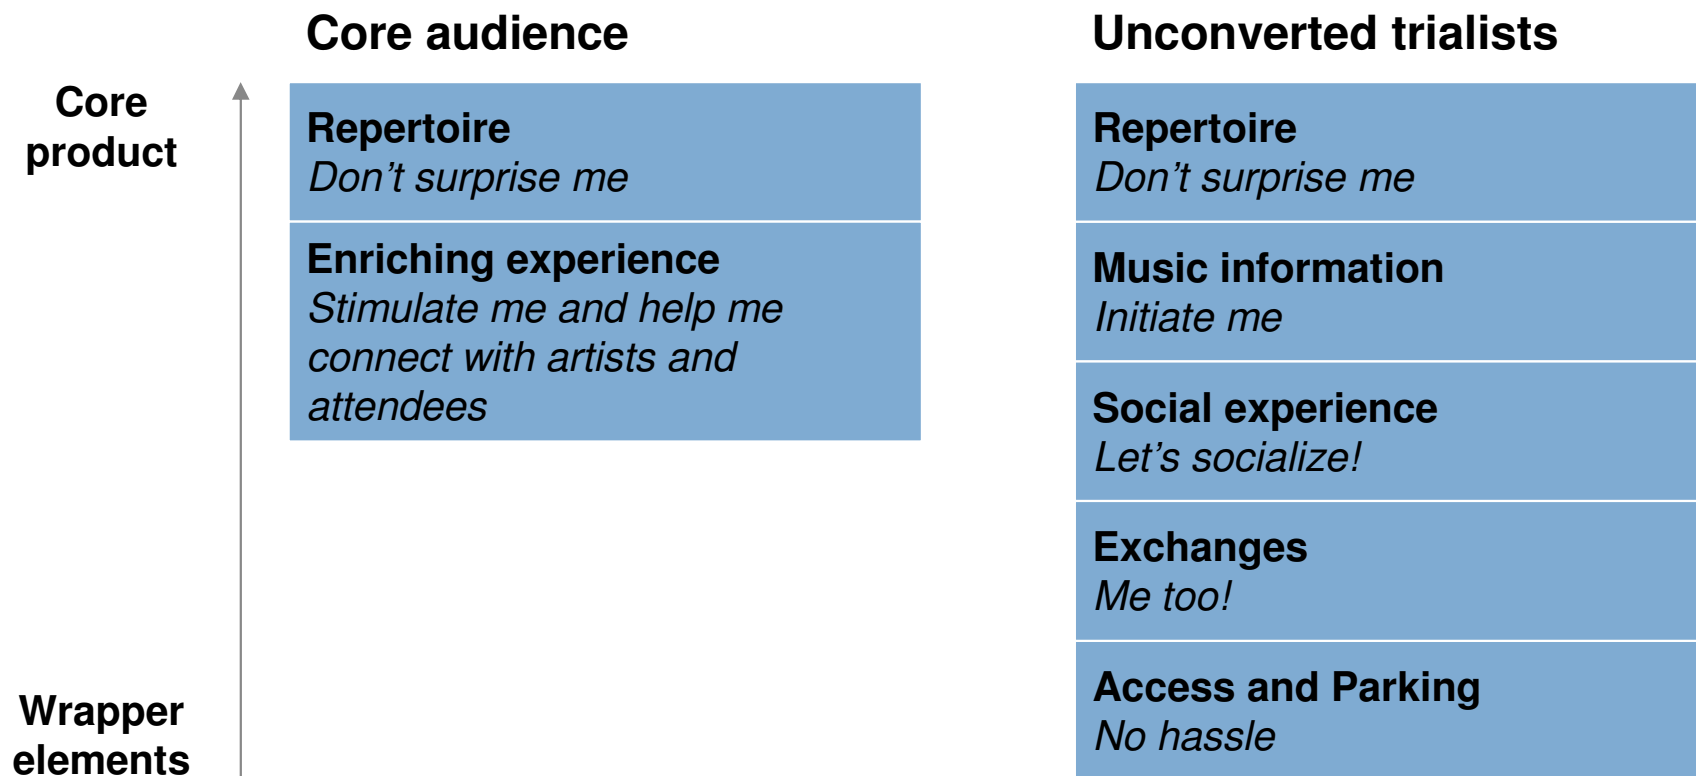 Core audience
Unconverted trialists
Core
product
Repertoire
Don't surprise me
Enriching experience
Stimulate me and help me
connect with artists and
attendees
Repertoire
Don't surprise me
Music information
Initiate me
Social experience
Let's socialize!
Exchanges
Me too!
Access and Parking
No hassle
Wrapper
elements